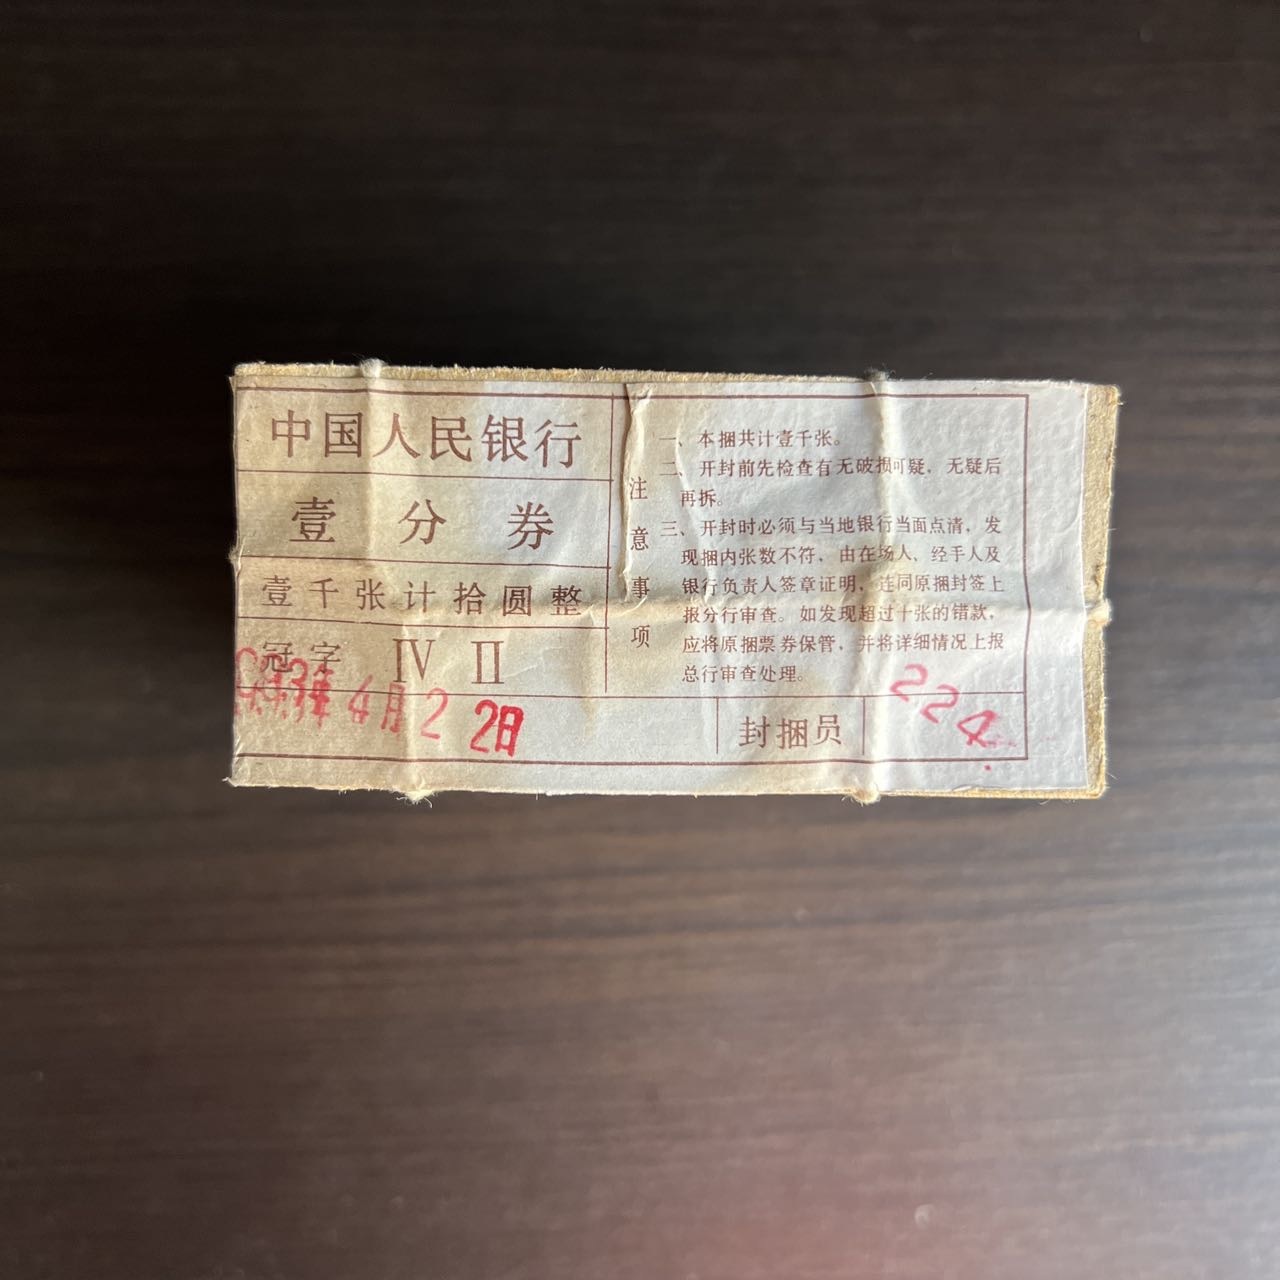 中国人民银行
壹分券
壹千张计拾圆整
冠字 Ⅳ Ⅱ
4月22日
注意事项
一、本捆共计壹千张。
二、开封前先检查有无破损可疑，无疑后
再拆。
三、开封时必须与当地银行当面点清，发
现捆内张数不符，由在场人、经手人及
银行负责人签章证明，连同原捆封签上
报分行审查。如发现超过十张的错款，
应将原捆票券保管，并将详细情况上报
总行审查处理。
封捆员
224